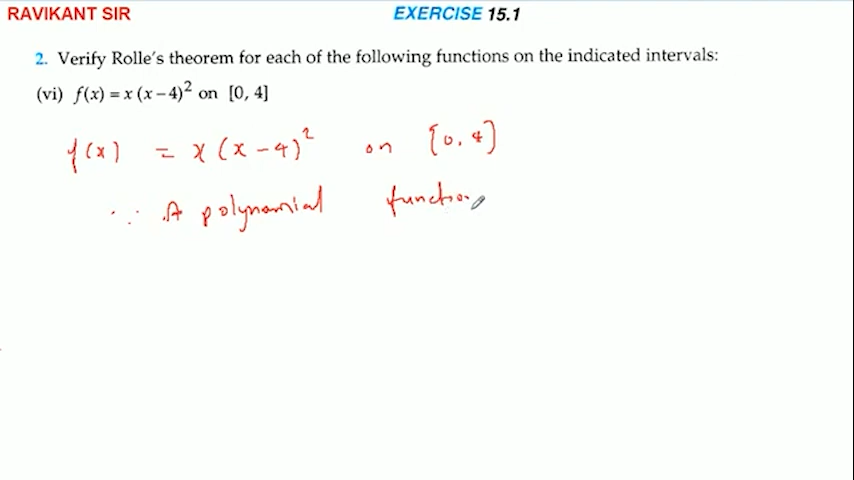 RAVIKANT SIR EXERCISE 15.1
2. Verify Rolle's theorem for each of the following functions on the indicated intervals:
(vi) f(x) = x (x – 4)² on [0, 4]
f(x) = x (x – 4)² on [0, 4]
∵ A polynomial function